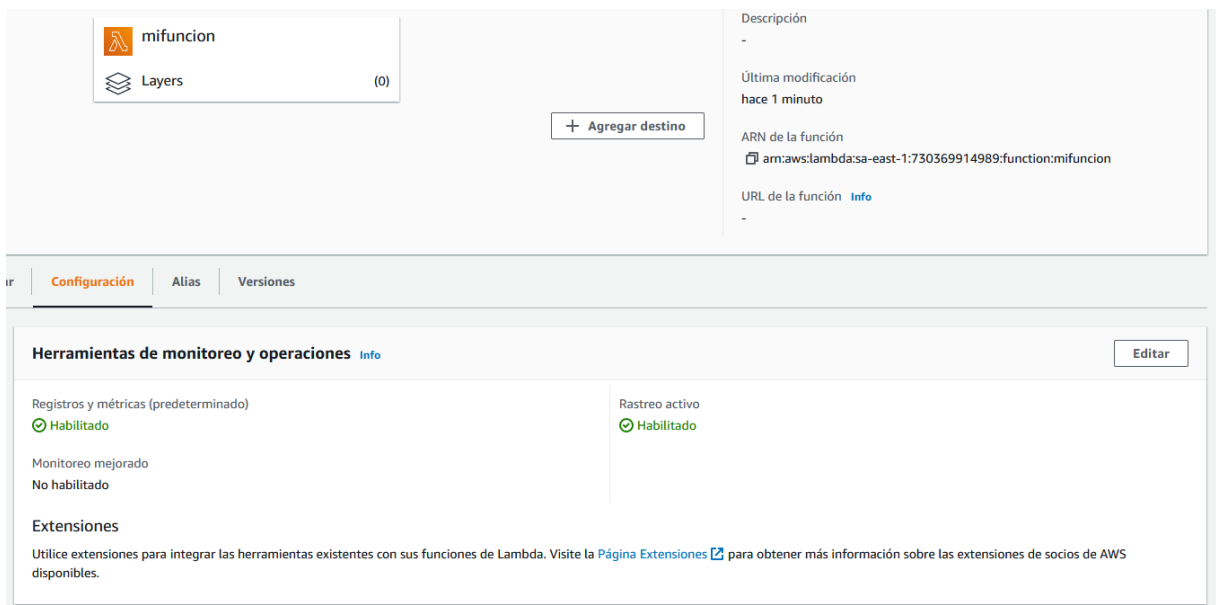 mifuncion
Layers (0)
+ Agregar destino
Descripción
-
Última modificación
hace 1 minuto
ARN de la función
arn:aws:lambda:sa-east-1:730369914989:function:mifuncion
URL de la función Info
-
ar Configuración Alias Versiones
Herramientas de monitoreo y operaciones Info Editar
Registros y métricas (predeterminado)
Habilitado
Rastreo activo
Habilitado
Monitoreo mejorado
No habilitado
Extensiones
Utilice extensiones para integrar las herramientas existentes con sus funciones de Lambda. Visite la Página Extensiones para obtener más información sobre las extensiones de socios de AWS
disponibles.